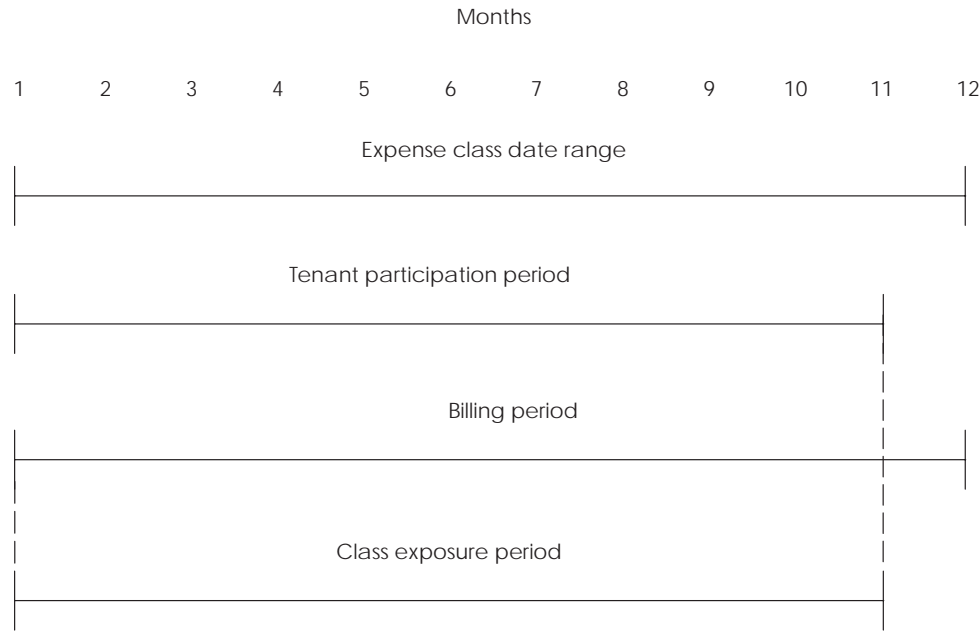 Months
1 2 3 4 5 6 7 8 9 10 11 12
Expense class date range
Tenant participation period
Billing period
Class exposure period